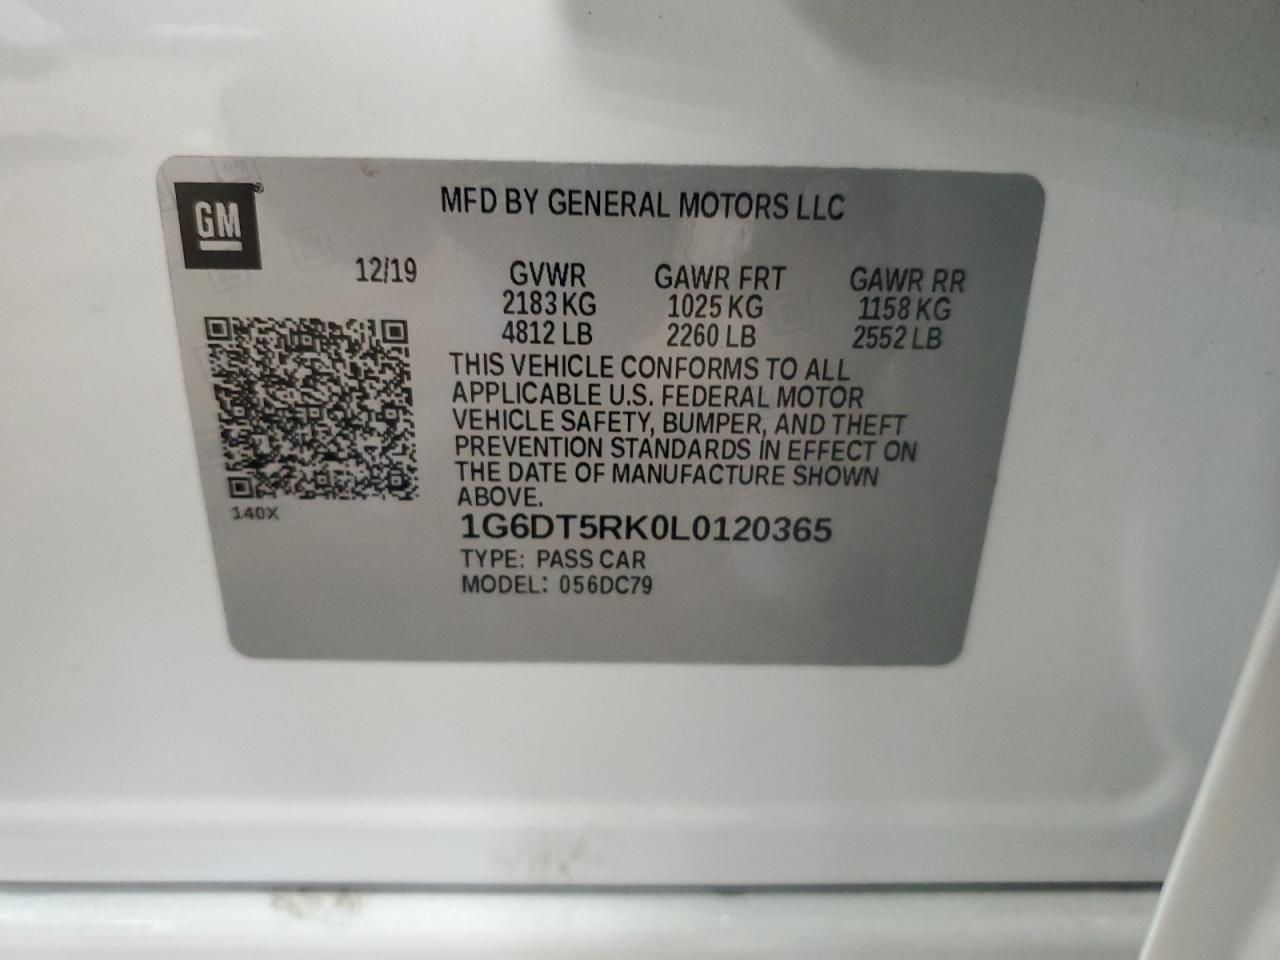 GM®
MFD BY GENERAL MOTORS LLC
12/19
GVWR GAWR FRT GAWR RR
2183 KG 1025 KG 1158 KG
4812 LB 2260 LB 2552 LB
THIS VEHICLE CONFORMS TO ALL
APPLICABLE U.S. FEDERAL MOTOR
VEHICLE SAFETY, BUMPER, AND THEFT
PREVENTION STANDARDS IN EFFECT ON
THE DATE OF MANUFACTURE SHOWN
ABOVE.
140X
1G6DT5RK0L0120365
TYPE: PASS CAR
MODEL: 056DC79